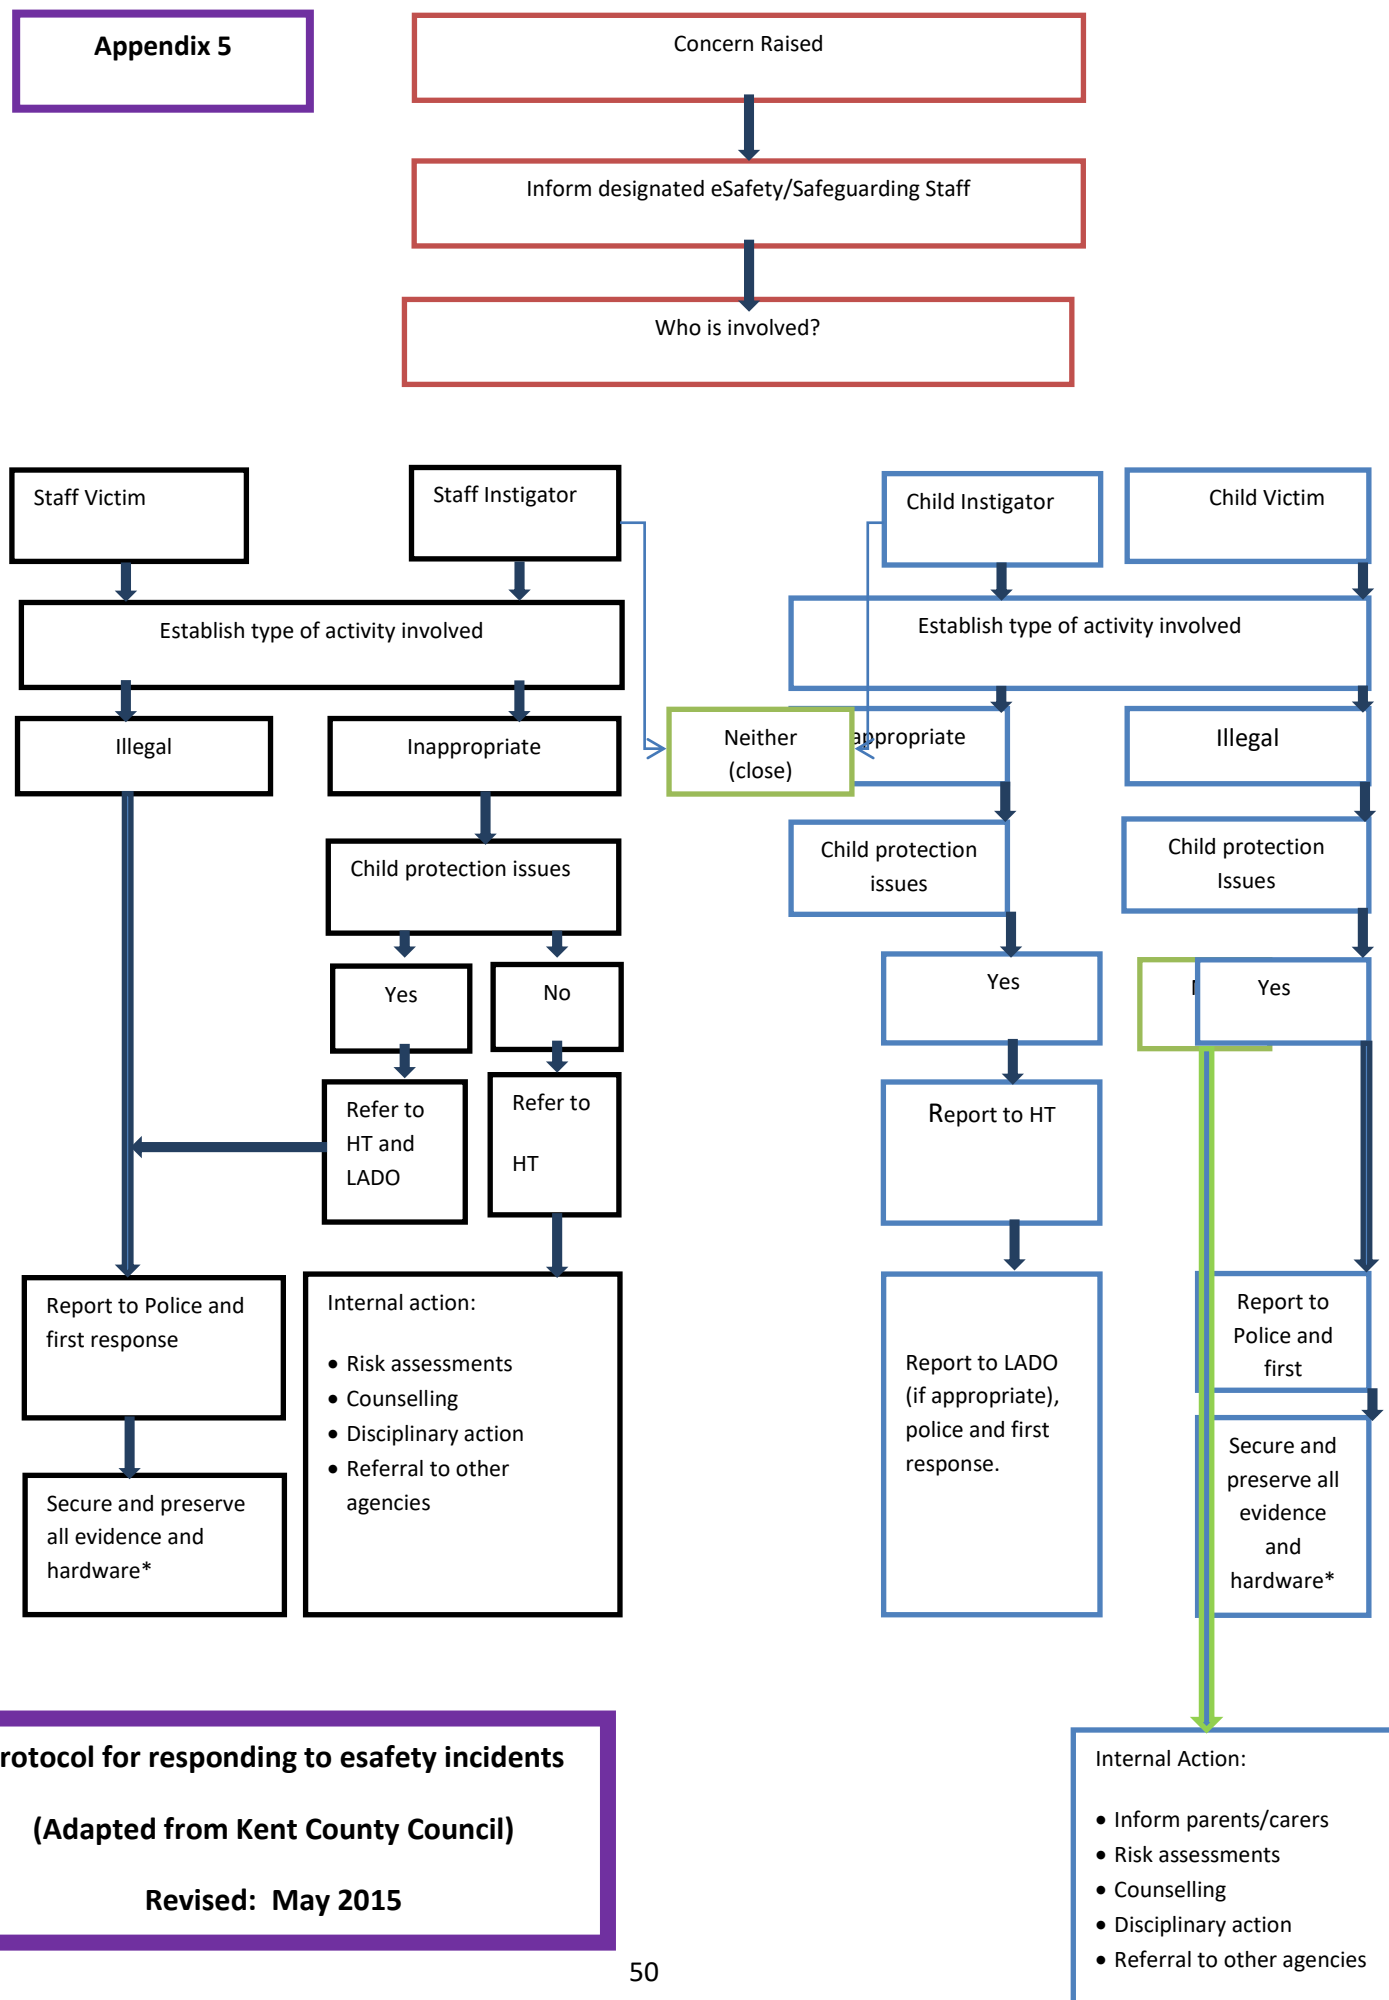 Appendix 5
Concern Raised
Inform designated eSafety/Safeguarding Staff
Who is involved?
Staff Victim
Staff Instigator
Child Instigator
Child Victim
Establish type of activity involved
Establish type of activity involved
Illegal
Inappropriate
Neither
(close)
appropriate
Illegal
Child protection issues
Child protection
issues
Child protection
Issues
Yes
No
Yes
Yes
Refer to
HT and
LADO
Refer to
HT
Report to HT
Report to Police and
first response
Internal action:
• Risk assessments
• Counselling
• Disciplinary action
• Referral to other
agencies
Report to LADO
(if appropriate),
police and first
response.
Report to
Police and
first
Secure and preserve
all evidence and
hardware*
Secure and
preserve all
evidence
and
hardware*
rotocol for responding to esafety incidents
(Adapted from Kent County Council)
Revised: May 2015
Internal Action:
• Inform parents/carers
• Risk assessments
• Counselling
• Disciplinary action
• Referral to other agencies
50